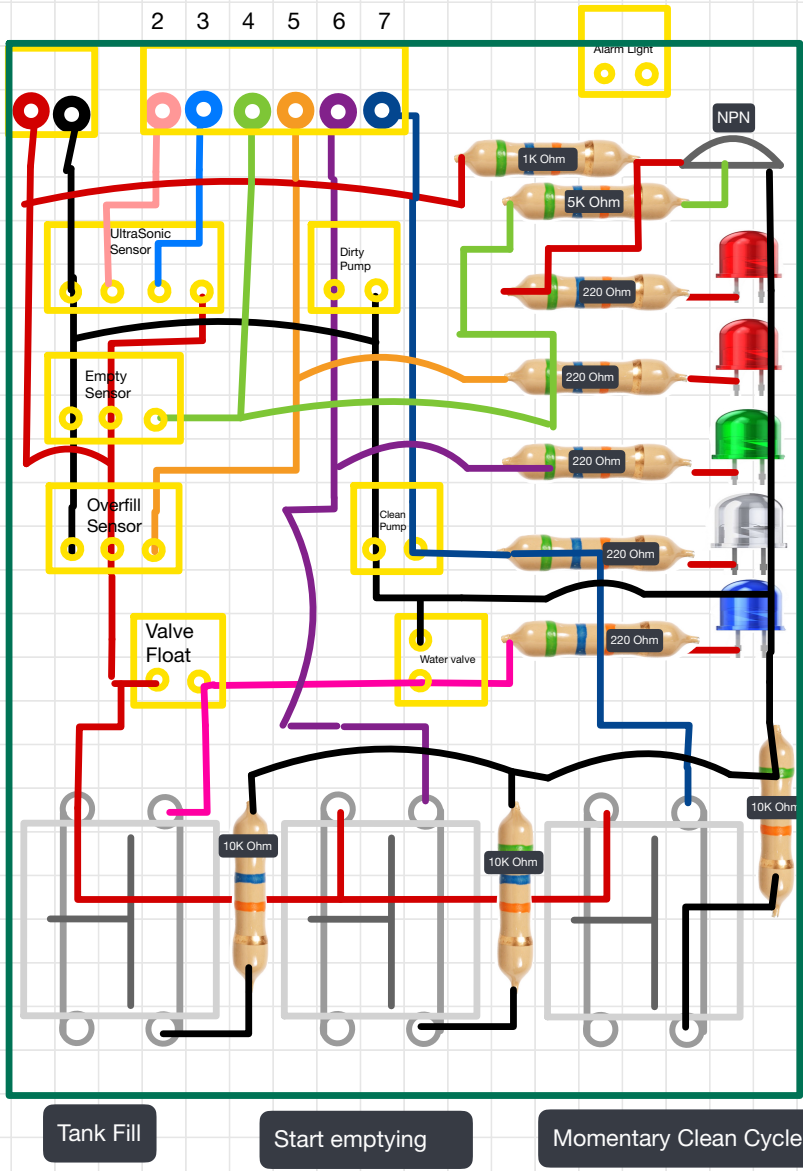 2 3 4 5 6 7
Alarm Light
NPN
1K Ohm
5K Ohm
UltraSonic
Sensor
Dirty
Pump
220 Ohm
Empty
Sensor
220 Ohm
220 Ohm
Overfill
Sensor
Clean
Pump
220 Ohm
Valve
Float
Water valve
220 Ohm
10K Ohm
10K Ohm
10K Ohm
Tank Fill
Start emptying
Momentary Clean Cycle